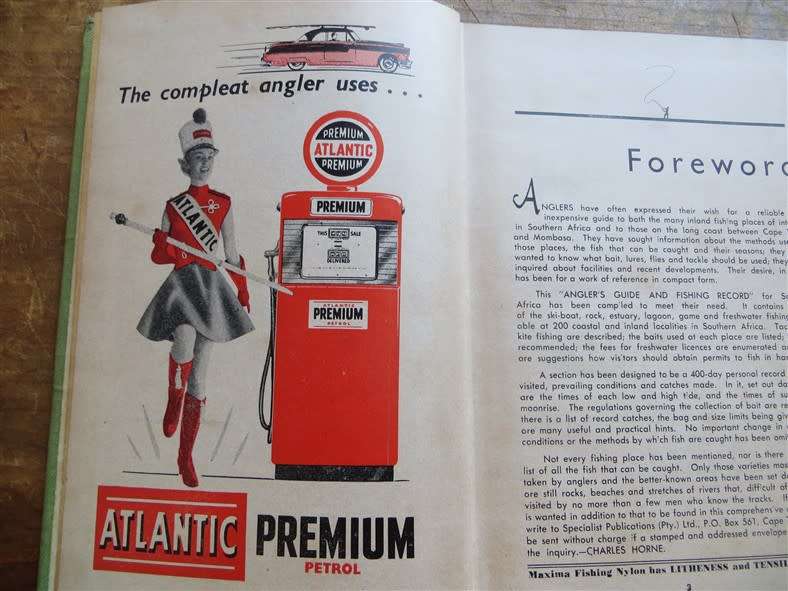 The compleat angler uses . . .
PREMIUM
ATLANTIC
PREMIUM
PREMIUM
THIS SALE
DELIVERED
ATLANTIC
ATLANTIC
PREMIUM
PETROL
ATLANTIC PREMIUM
PETROL
Foreword
ANGLERS have often expressed their wish for a reliable
inexpensive guide to both the many inland fishing places of inte
in Southern Africa and to those on the long coast between Cape
and Mombasa. They have sought information about the methods use
those places, the fish that can be caught and their seasons; they
wanted to know what bait, lures, flies and tackle should be used; they
inquired about facilities and recent developments. Their desire, in
has been for a work of reference in compact form.
This "ANGLER'S GUIDE AND FISHING RECORD" for So
Africa has been compiled to meet their need. It contains
of the ski-boat, rock, estuary, lagoon, game and freshwater fishing
able at 200 coastal and inland localities in Southern Africa. Tac
kite fishing are described; the baits used at each place are listed;
recommended; the fees for freshwater licences are enumerated a
are suggestions how visitors should obtain permits to fish in har
A section has been designed to be a 400-day personal record
visited, prevailing conditions and catches made. In it, set out da
are the times of each low and high tide, and the times of su
moonrise. The regulations governing the collection of bait are re
there is a list of record catches, the bag and size limits being give
are many useful and practical hints. No important change in
conditions or the methods by which fish are caught has been omit
Not every fishing place has been mentioned, nor is there
list of all the fish that can be caught. Only those varieties mos
taken by anglers and the better-known areas have been set do
are still rocks, beaches and stretches of rivers that, difficult of
visited by no more than a few men who know the tracks. If
is wanted in addition to that to be found in this comprehensive
write to Specialist Publications (Pty.) Ltd., P.O. Box 561, Cape
be sent without charge if a stamped and addressed envelope
the inquiry.—CHARLES HORNE.
Maxima Fishing Nylon has LITHENESS and TENSIL
3